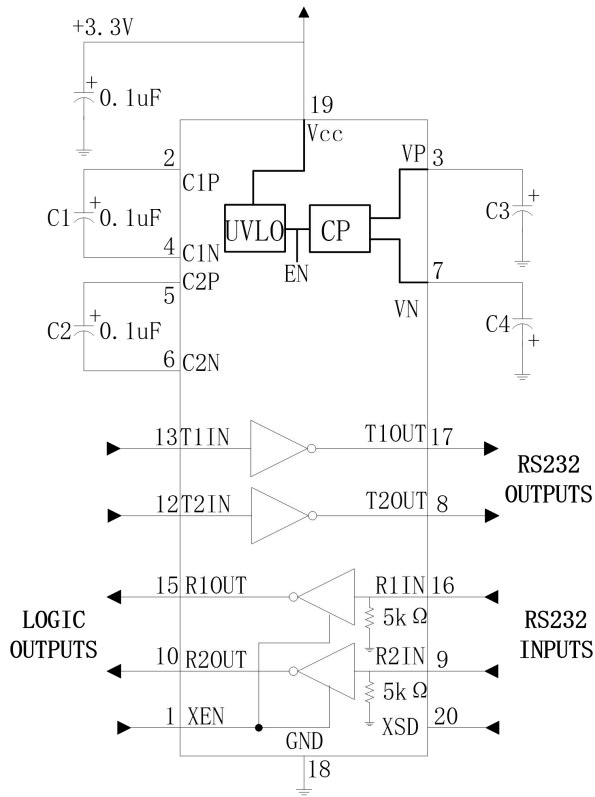 +3.3V
+
0.1uF
19
Vcc
2
VP 3
C1P
C1 + 0.1uF
C3 +
UVLO
CP
4
C1N
EN
7
C2P
5
VN
C2 + 0.1uF
C4 +
6 C2N
13 T1IN
T1OUT 17
RS232
OUTPUTS
12 T2IN
T2OUT 8
15 R1OUT
R1IN 16
5kΩ
LOGIC
OUTPUTS
RS232
INPUTS
10 R2OUT
R2IN 9
5kΩ
1 XEN
XSD 20
GND
18